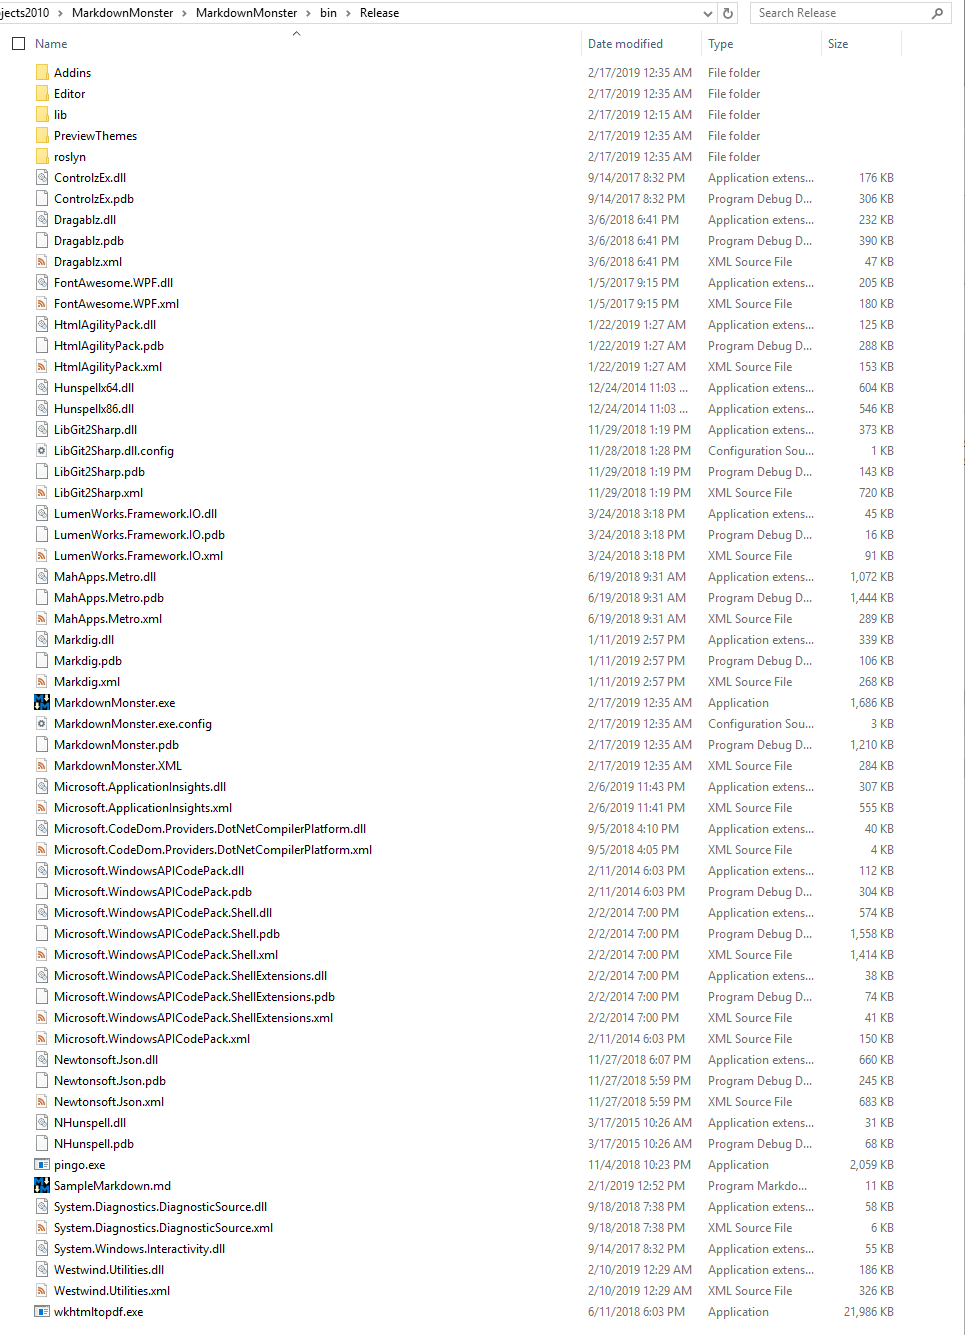 jects2010 > MarkdownMonster > MarkdownMonster > bin > Release Search Release
Name Date modified Type Size
Addins 2/17/2019 12:35 AM File folder
Editor 2/17/2019 12:35 AM File folder
lib 2/17/2019 12:15 AM File folder
PreviewThemes 2/17/2019 12:35 AM File folder
roslyn 2/17/2019 12:35 AM File folder
ControlzEx.dll 9/14/2017 8:32 PM Application extens... 176 KB
ControlzEx.pdb 9/14/2017 8:32 PM Program Debug D... 306 KB
Dragablz.dll 3/6/2018 6:41 PM Application extens... 232 KB
Dragablz.pdb 3/6/2018 6:41 PM Program Debug D... 390 KB
Dragablz.xml 3/6/2018 6:41 PM XML Source File 47 KB
FontAwesome.WPF.dll 1/5/2017 9:15 PM Application extens... 205 KB
FontAwesome.WPF.xml 1/5/2017 9:15 PM XML Source File 180 KB
HtmlAgilityPack.dll 1/22/2019 1:27 AM Application extens... 125 KB
HtmlAgilityPack.pdb 1/22/2019 1:27 AM Program Debug D... 288 KB
HtmlAgilityPack.xml 1/22/2019 1:27 AM XML Source File 153 KB
Hunspellx64.dll 12/24/2014 11:03 ... Application extens... 604 KB
Hunspellx86.dll 12/24/2014 11:03 ... Application extens... 546 KB
LibGit2Sharp.dll 11/29/2018 1:19 PM Application extens... 373 KB
LibGit2Sharp.dll.config 11/28/2018 1:28 PM Configuration Sou... 1 KB
LibGit2Sharp.pdb 11/29/2018 1:19 PM Program Debug D... 143 KB
LibGit2Sharp.xml 11/29/2018 1:19 PM XML Source File 720 KB
LumenWorks.Framework.IO.dll 3/24/2018 3:18 PM Application extens... 45 KB
LumenWorks.Framework.IO.pdb 3/24/2018 3:18 PM Program Debug D... 16 KB
LumenWorks.Framework.IO.xml 3/24/2018 3:18 PM XML Source File 91 KB
MahApps.Metro.dll 6/19/2018 9:31 AM Application extens... 1,072 KB
MahApps.Metro.pdb 6/19/2018 9:31 AM Program Debug D... 1,444 KB
MahApps.Metro.xml 6/19/2018 9:31 AM XML Source File 289 KB
Markdig.dll 1/11/2019 2:57 PM Application extens... 339 KB
Markdig.pdb 1/11/2019 2:57 PM Program Debug D... 106 KB
Markdig.xml 1/11/2019 2:57 PM XML Source File 268 KB
MarkdownMonster.exe 2/17/2019 12:35 AM Application 1,686 KB
MarkdownMonster.exe.config 2/17/2019 12:35 AM Configuration Sou... 3 KB
MarkdownMonster.pdb 2/17/2019 12:35 AM Program Debug D... 1,210 KB
MarkdownMonster.XML 2/17/2019 12:35 AM XML Source File 284 KB
Microsoft.ApplicationInsights.dll 2/6/2019 11:43 PM Application extens... 307 KB
Microsoft.ApplicationInsights.xml 2/6/2019 11:41 PM XML Source File 555 KB
Microsoft.CodeDom.Providers.DotNetCompilerPlatform.dll 9/5/2018 4:10 PM Application extens... 40 KB
Microsoft.CodeDom.Providers.DotNetCompilerPlatform.xml 9/5/2018 4:05 PM XML Source File 4 KB
Microsoft.WindowsAPICodePack.dll 2/11/2014 6:03 PM Application extens... 112 KB
Microsoft.WindowsAPICodePack.pdb 2/11/2014 6:03 PM Program Debug D... 304 KB
Microsoft.WindowsAPICodePack.Shell.dll 2/2/2014 7:00 PM Application extens... 574 KB
Microsoft.WindowsAPICodePack.Shell.pdb 2/2/2014 7:00 PM Program Debug D... 1,558 KB
Microsoft.WindowsAPICodePack.Shell.xml 2/2/2014 7:00 PM XML Source File 1,414 KB
Microsoft.WindowsAPICodePack.ShellExtensions.dll 2/2/2014 7:00 PM Application extens... 38 KB
Microsoft.WindowsAPICodePack.ShellExtensions.pdb 2/2/2014 7:00 PM Program Debug D... 74 KB
Microsoft.WindowsAPICodePack.ShellExtensions.xml 2/2/2014 7:00 PM XML Source File 41 KB
Microsoft.WindowsAPICodePack.xml 2/11/2014 6:03 PM XML Source File 150 KB
Newtonsoft.Json.dll 11/27/2018 6:07 PM Application extens... 660 KB
Newtonsoft.Json.pdb 11/27/2018 5:59 PM Program Debug D... 245 KB
Newtonsoft.Json.xml 11/27/2018 5:59 PM XML Source File 683 KB
NHunspell.dll 3/17/2015 10:26 AM Application extens... 31 KB
NHunspell.pdb 3/17/2015 10:26 AM Program Debug D... 68 KB
pingo.exe 11/4/2018 10:23 PM Application 2,059 KB
SampleMarkdown.md 2/1/2019 12:52 PM Program Markdo... 11 KB
System.Diagnostics.DiagnosticSource.dll 9/18/2018 7:38 PM Application extens... 58 KB
System.Diagnostics.DiagnosticSource.xml 9/18/2018 7:38 PM XML Source File 6 KB
System.Windows.Interactivity.dll 9/14/2017 8:32 PM Application extens... 55 KB
Westwind.Utilities.dll 2/10/2019 12:29 AM Application extens... 186 KB
Westwind.Utilities.xml 2/10/2019 12:29 AM XML Source File 326 KB
wkhtmltopdf.exe 6/11/2018 6:03 PM Application 21,986 KB